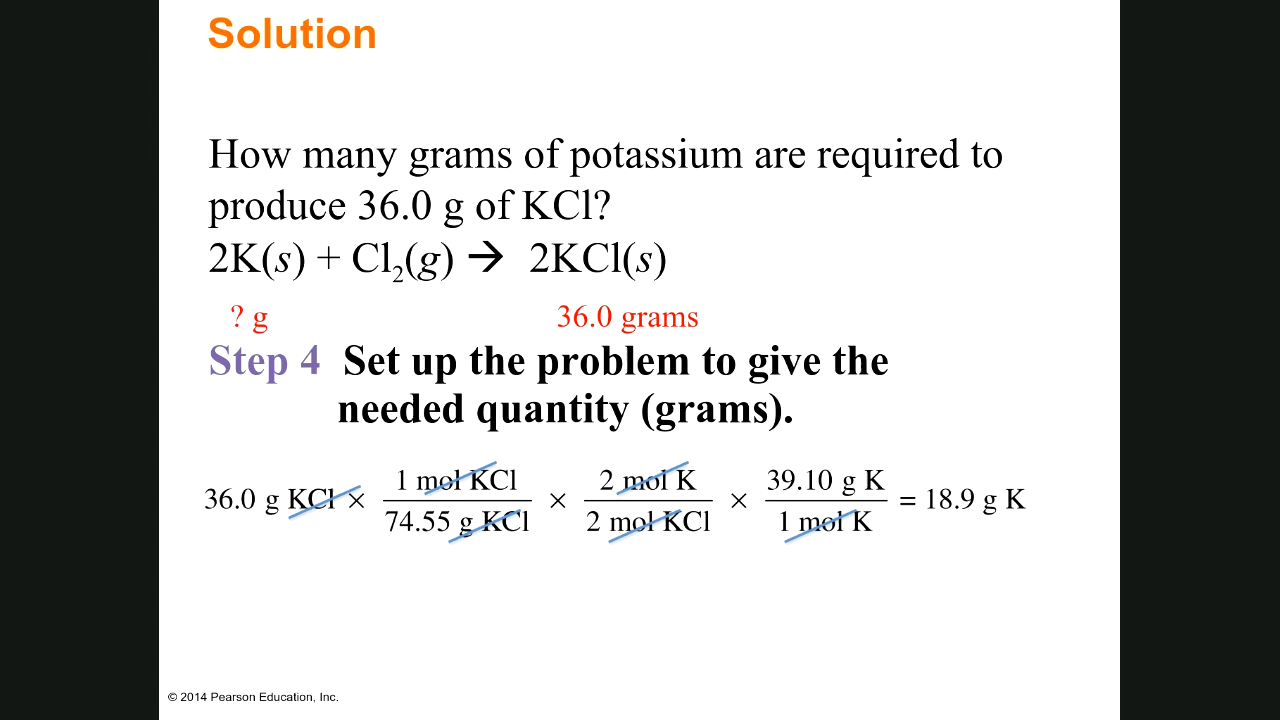 Solution
How many grams of potassium are required to
produce 36.0 g of KCl?
2K(s) + Cl₂(g) → 2KCl(s)
? g 36.0 grams
Step 4 Set up the problem to give the
needed quantity (grams).
1 mol KCl 2 mol K 39.10 g K
36.0 g KCl × × × = 18.9 g K
74.55 g KCl 2 mol KCl 1 mol K
© 2014 Pearson Education, Inc.